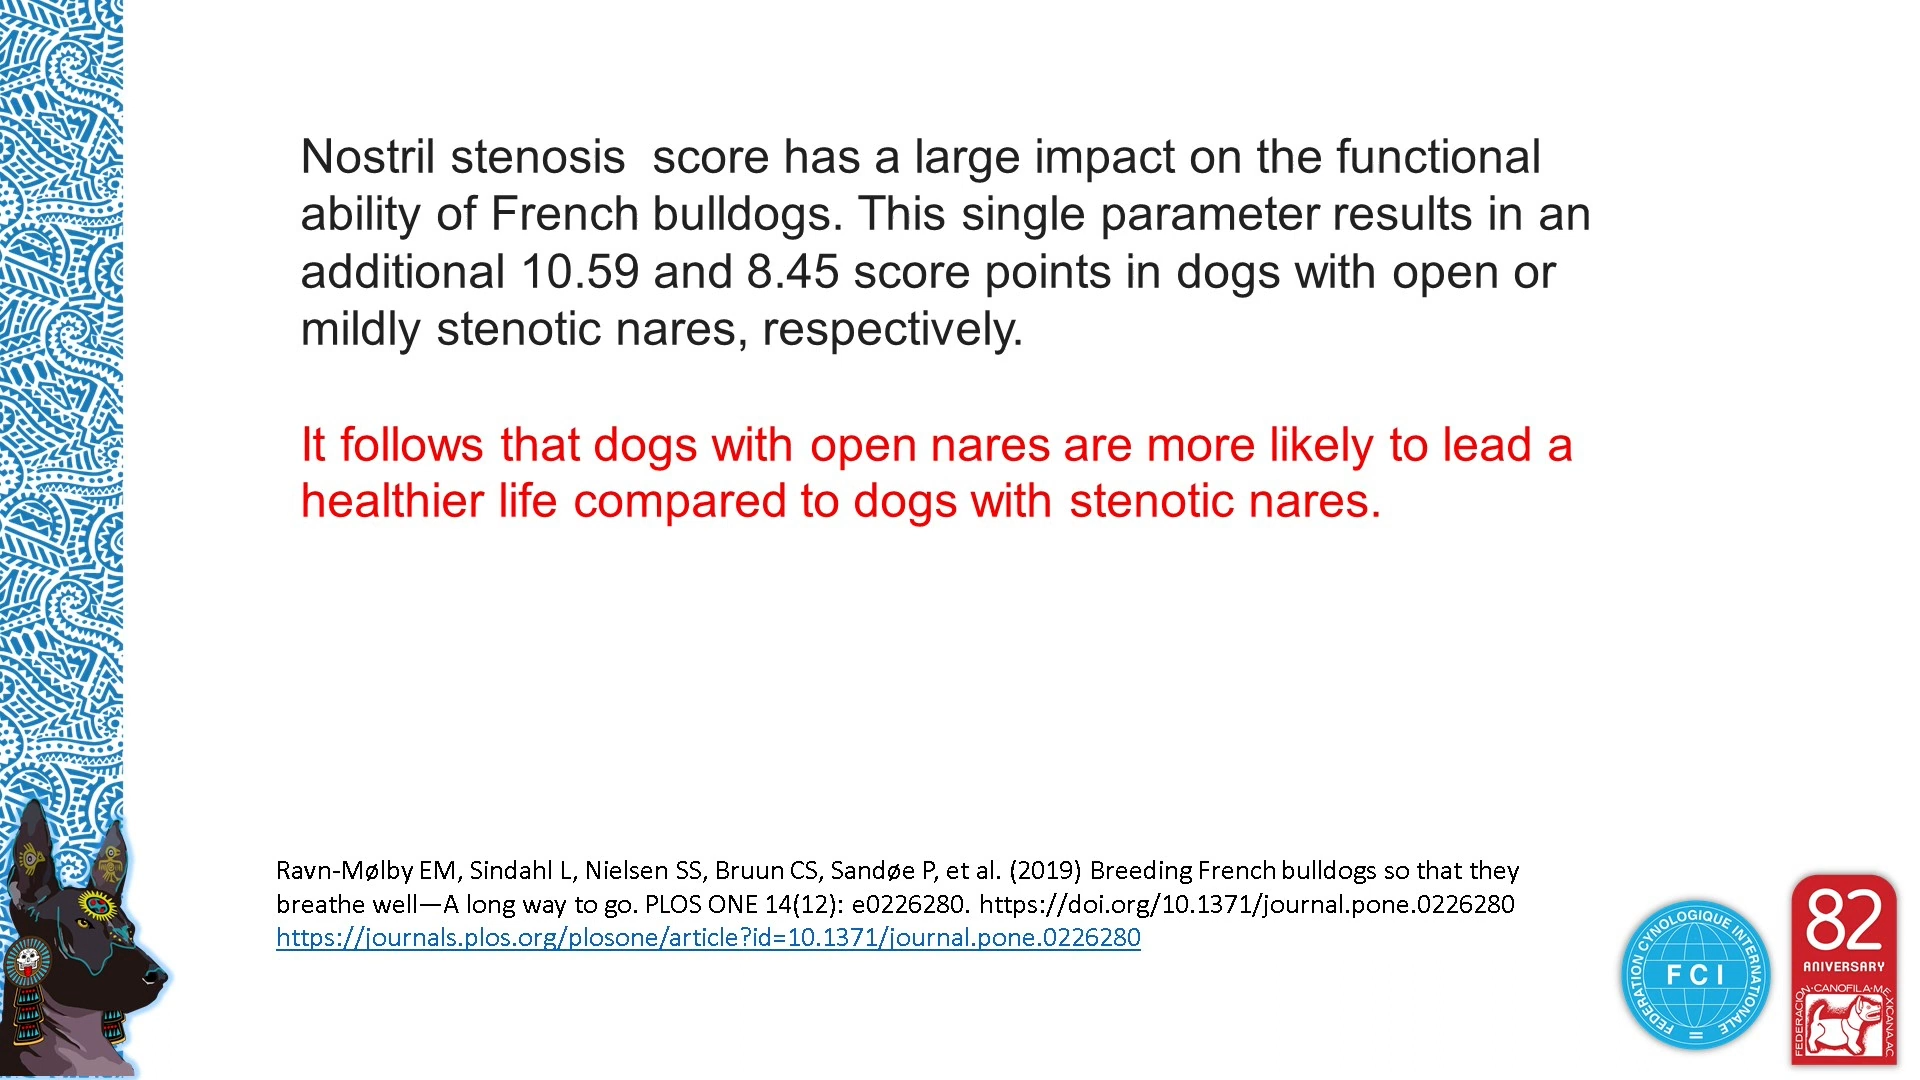 Nostril stenosis  score has a large impact on the functional
ability of French bulldogs. This single parameter results in an
additional 10.59 and 8.45 score points in dogs with open or
mildly stenotic nares, respectively.
It follows that dogs with open nares are more likely to lead a
healthier life compared to dogs with stenotic nares.
Ravn-Mølby EM, Sindahl L, Nielsen SS, Bruun CS, Sandøe P, et al. (2019) Breeding French bulldogs so that they
breathe well—A long way to go. PLOS ONE 14(12): e0226280. https://doi.org/10.1371/journal.pone.0226280
https://journals.plos.org/plosone/article?id=10.1371/journal.pone.0226280
FEDERATION CYNOLOGIQUE INTERNATIONALE
FCI
82
ANIVERSARY
FEDERACION·CANOFILA·MEXICANA,AC